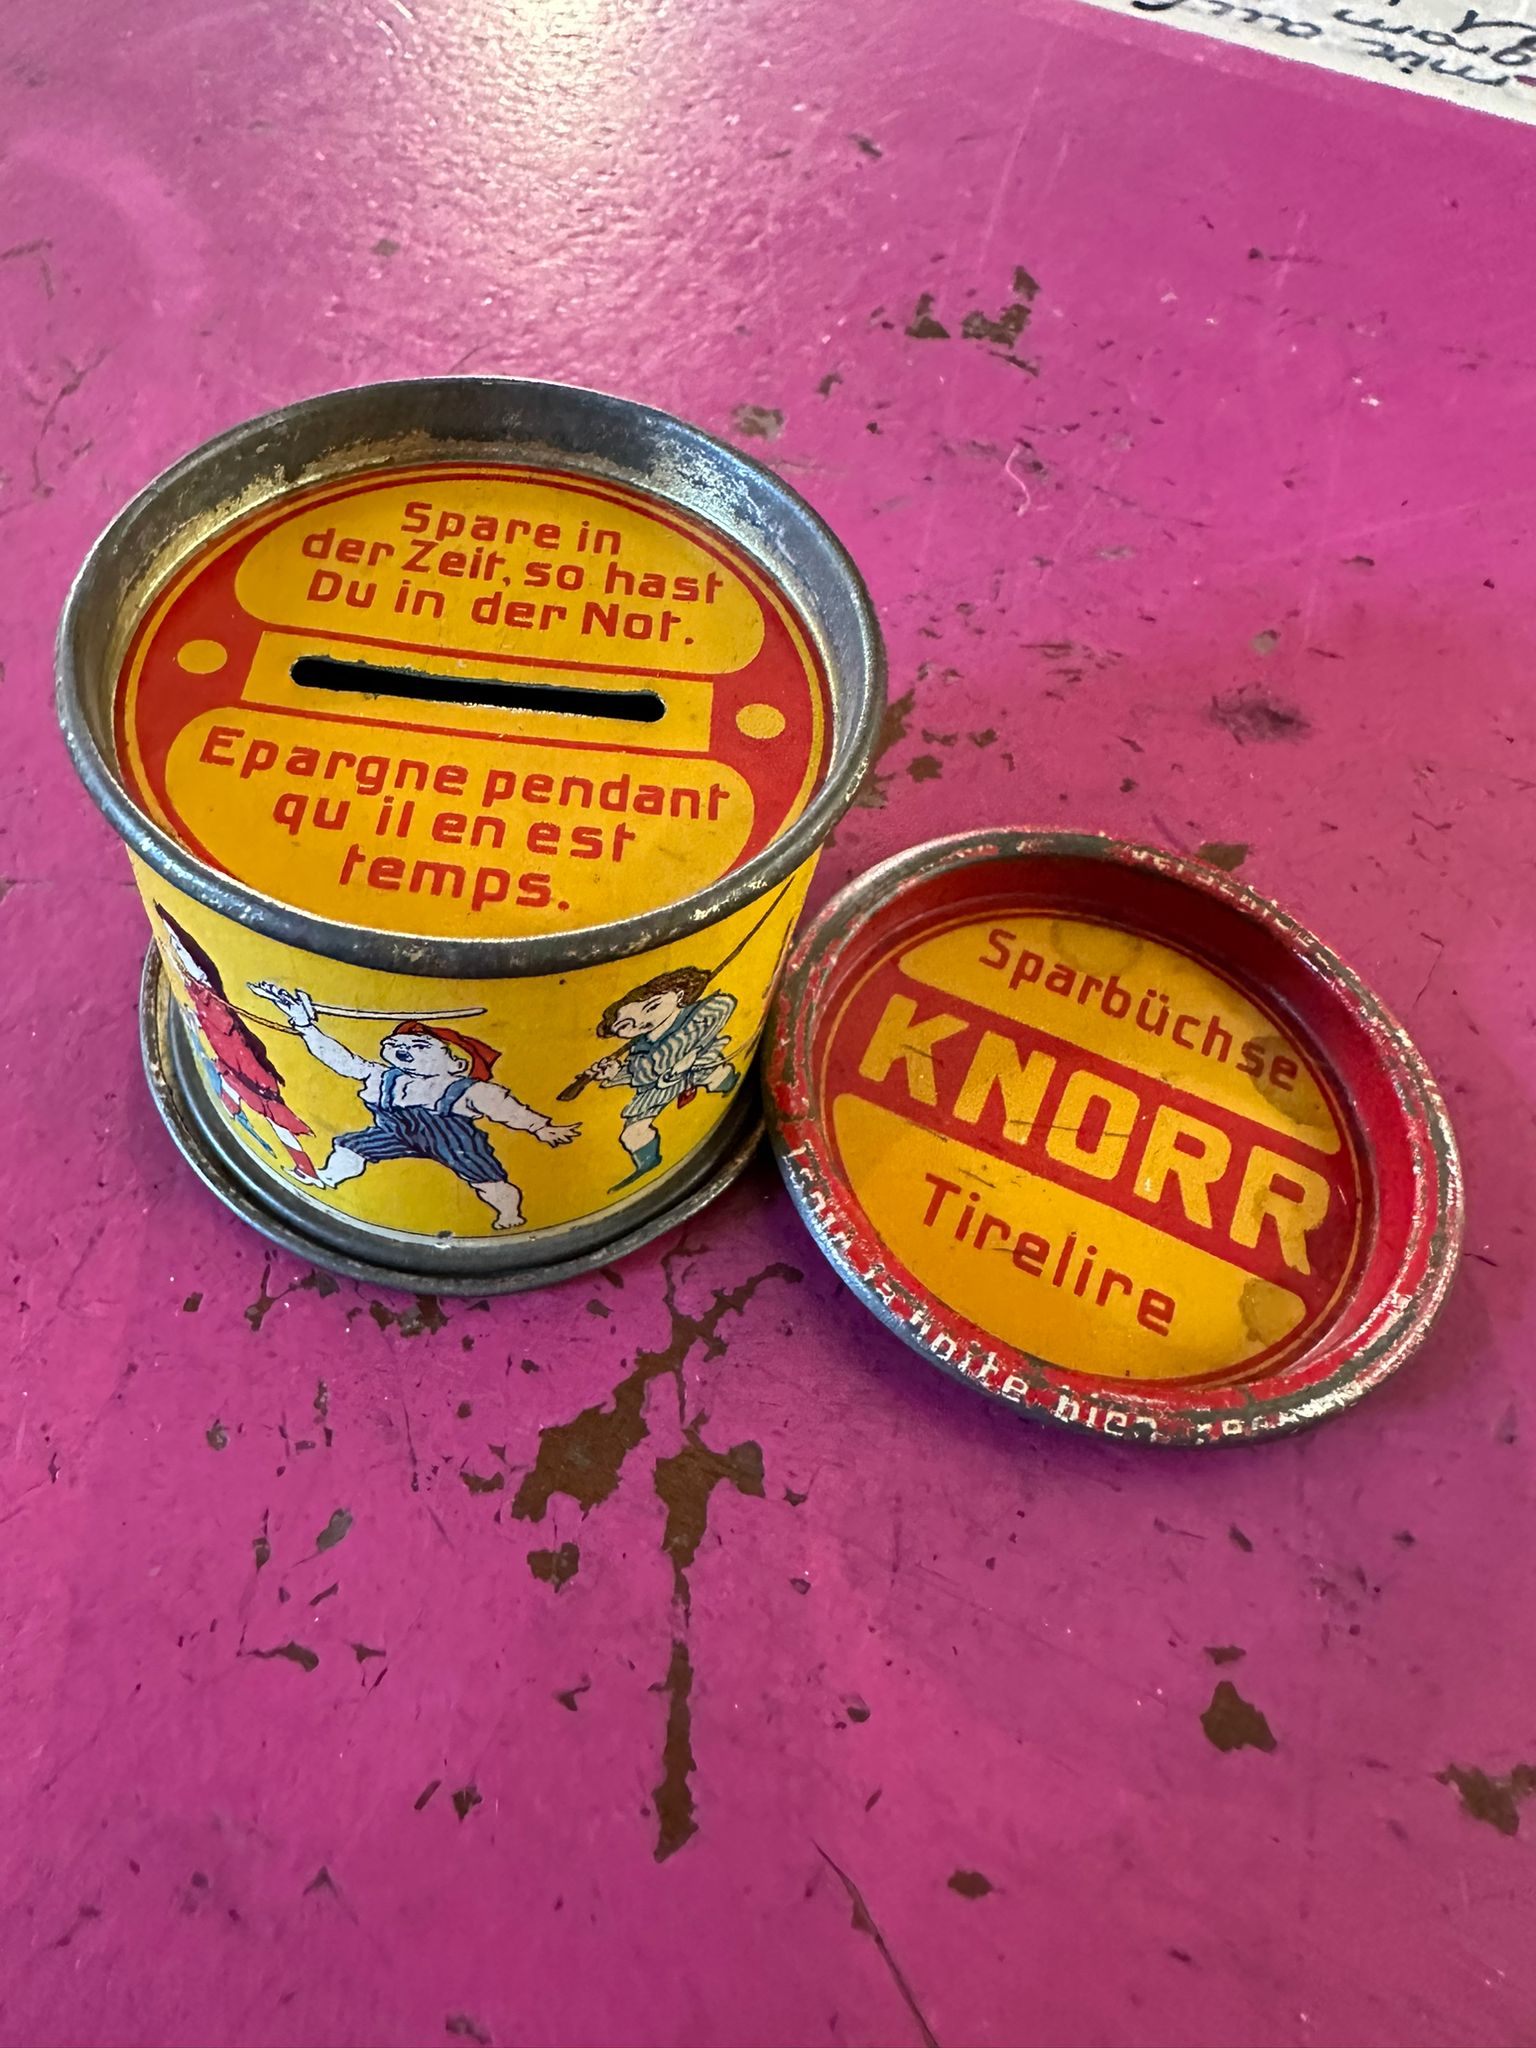 Spare in
der Zeit, so hast
Du in der Not.
Epargne pendant
qu il en est
temps.
Sparbüchse
KNORR
Tirelire